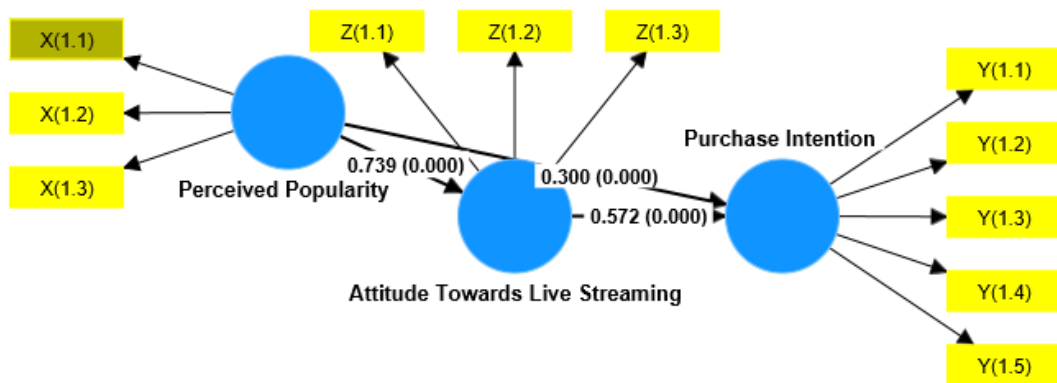 X(1.1)
X(1.2)
X(1.3)
Perceived Popularity
Z(1.1)
Z(1.2)
Z(1.3)
0.739 (0.000)
0.300 (0.000)
0.572 (0.000)
Attitude Towards Live Streaming
Purchase Intention
Y(1.1)
Y(1.2)
Y(1.3)
Y(1.4)
Y(1.5)